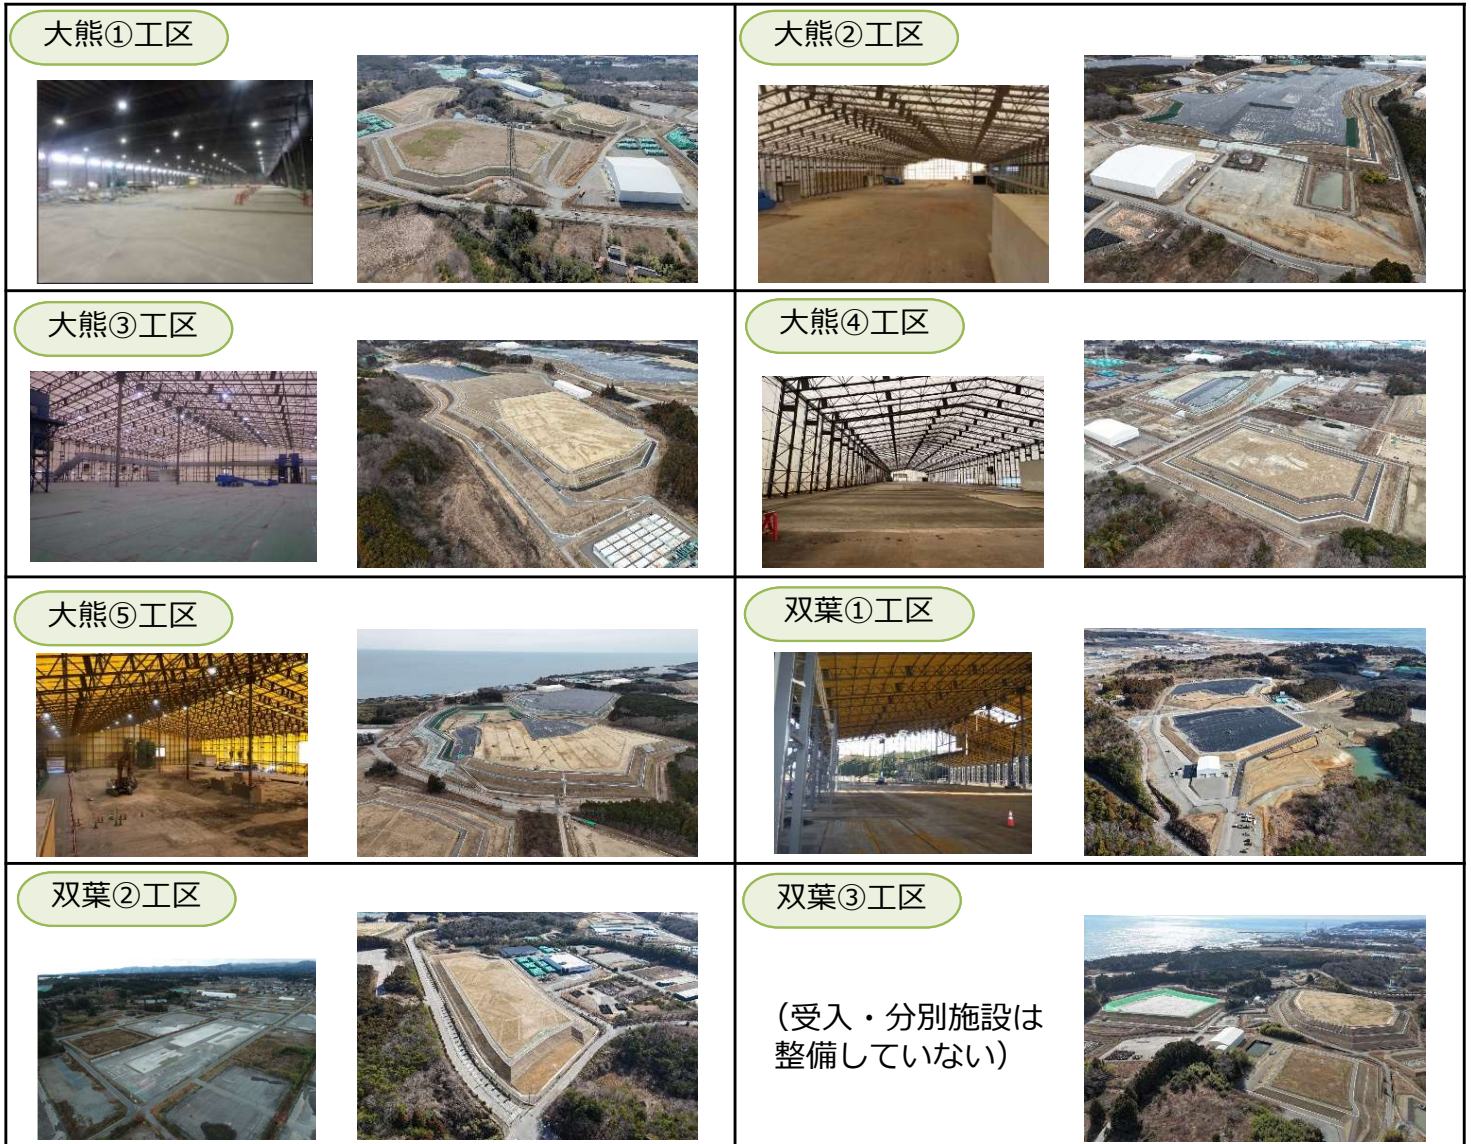 大熊①工区
大熊②工区
大熊③工区
大熊④工区
大熊⑤工区
双葉①工区
双葉②工区
双葉③工区
（受入・分別施設は
整備していない）